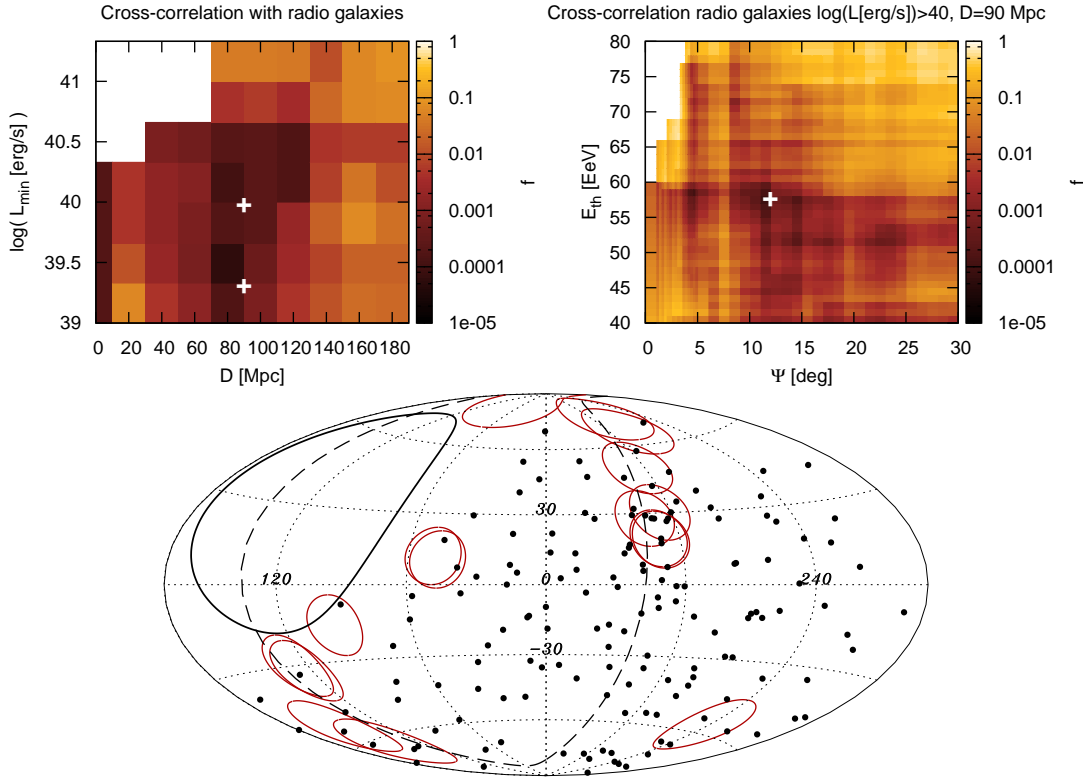 Cross-correlation with radio galaxies
Cross-correlation radio galaxies log(L[erg/s])>40, D=90 Mpc
41
40.5
40
39.5
39
log( L_min [erg/s] )
0 20 40 60 80 100 120 140 160 180
D [Mpc]
1
0.1
0.01
0.001
0.0001
1e-05
f
80
75
70
65
60
55
50
45
40
E_th [EeV]
0 5 10 15 20 25 30
Ψ [deg]
1
0.1
0.01
0.001
0.0001
1e-05
f
30
120 0 240
−30